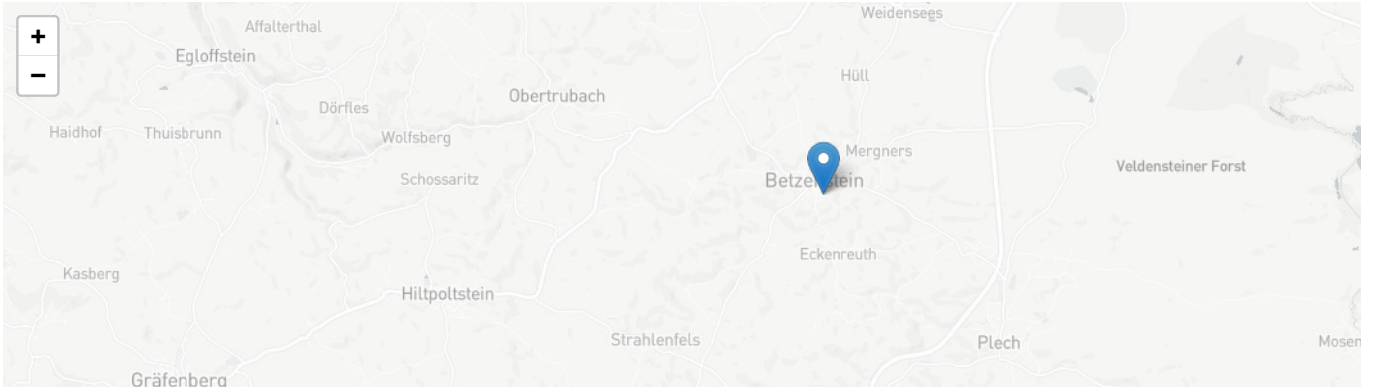 +
−
Affalterthal
Weidensees
Egloffstein
Hüll
Obertrubach
Dörfles
Haidhof
Thuisbrunn
Wolfsberg
Mergners
Veldensteiner Forst
Schossaritz
Betzenstein
Eckenreuth
Kasberg
Hiltpoltstein
Strahlenfels
Plech
Mosen
Gräfenberg